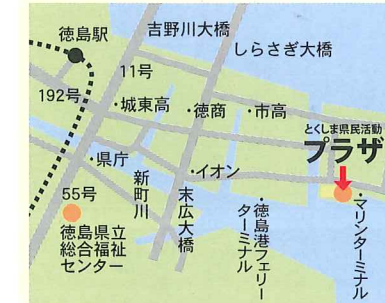 吉野川大橋
徳島駅
しらさぎ大橋
11号
192号
・城東高
・徳商
・市高
とくしま県民活動
プラザ
・県庁
・イオン
新町川
末広大橋
・徳島港フェリー
ターミナル
・マリンターミナル
55号
徳島県立
総合福祉
センター